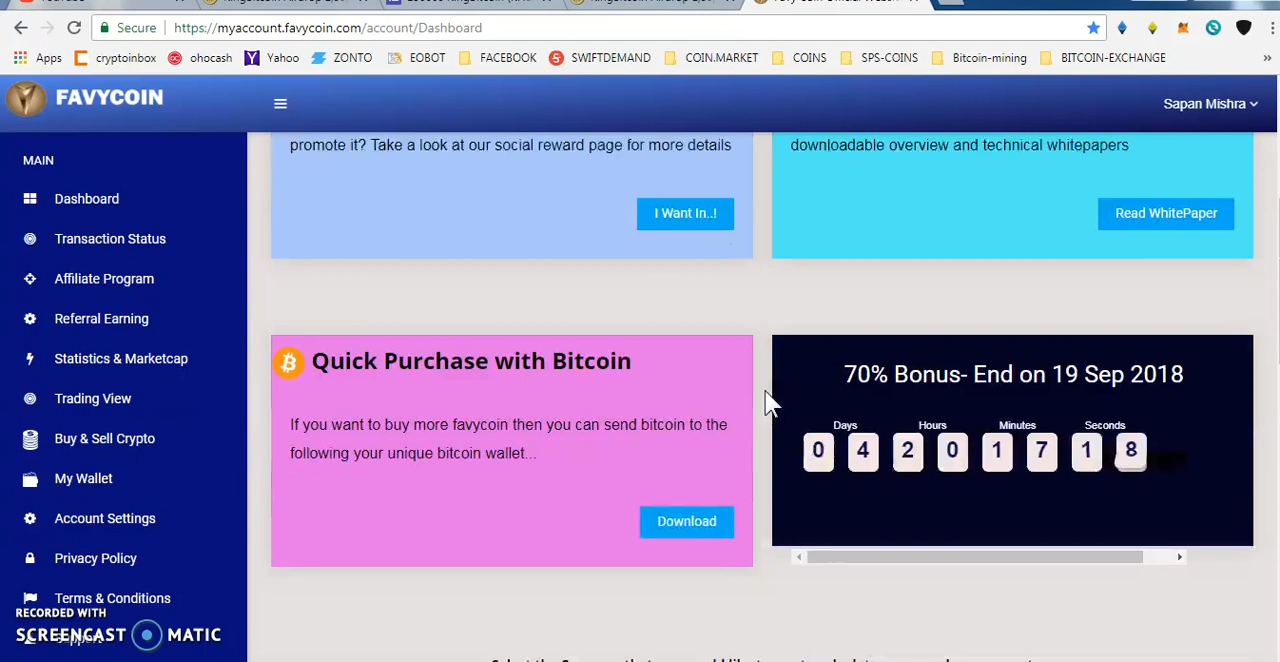 Secure https://myaccount.favycoin.com/account/Dashboard
Apps cryptoinbox ohocash Yahoo ZONTO EOBOT FACEBOOK SWIFTDEMAND COIN.MARKET COINS SPS-COINS Bitcoin-mining BITCOIN-EXCHANGE »
FAVYCOIN
Sapan Mishra
MAIN
Dashboard
Transaction Status
Affiliate Program
Referral Earning
Statistics & Marketcap
Trading View
Buy & Sell Crypto
My Wallet
Account Settings
Privacy Policy
Terms & Conditions
promote it? Take a look at our social reward page for more details
I Want In..!
downloadable overview and technical whitepapers
Read WhitePaper
Quick Purchase with Bitcoin
If you want to buy more favycoin then you can send bitcoin to the
following your unique bitcoin wallet...
Download
70% Bonus- End on 19 Sep 2018
Days Hours Minutes Seconds
0 4 2 0 1 7 1 8
RECORDED WITH
SCREENCAST MATIC